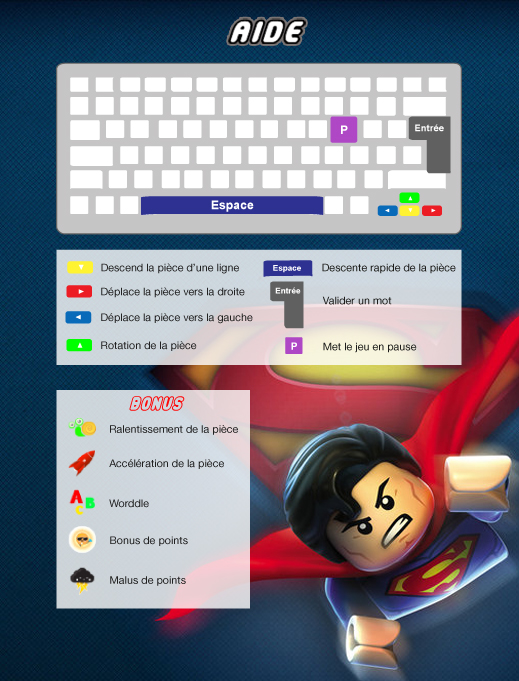 AIDE
P
Entrée
Espace
Descend la pièce d'une ligne
Espace Descente rapide de la pièce
Déplace la pièce vers la droite
Entrée Valider un mot
Déplace la pièce vers la gauche
Rotation de la pièce
P Met le jeu en pause
BONUS
Ralentissement de la pièce
Accélération de la pièce
A B C Worddle
Bonus de points
Malus de points
S